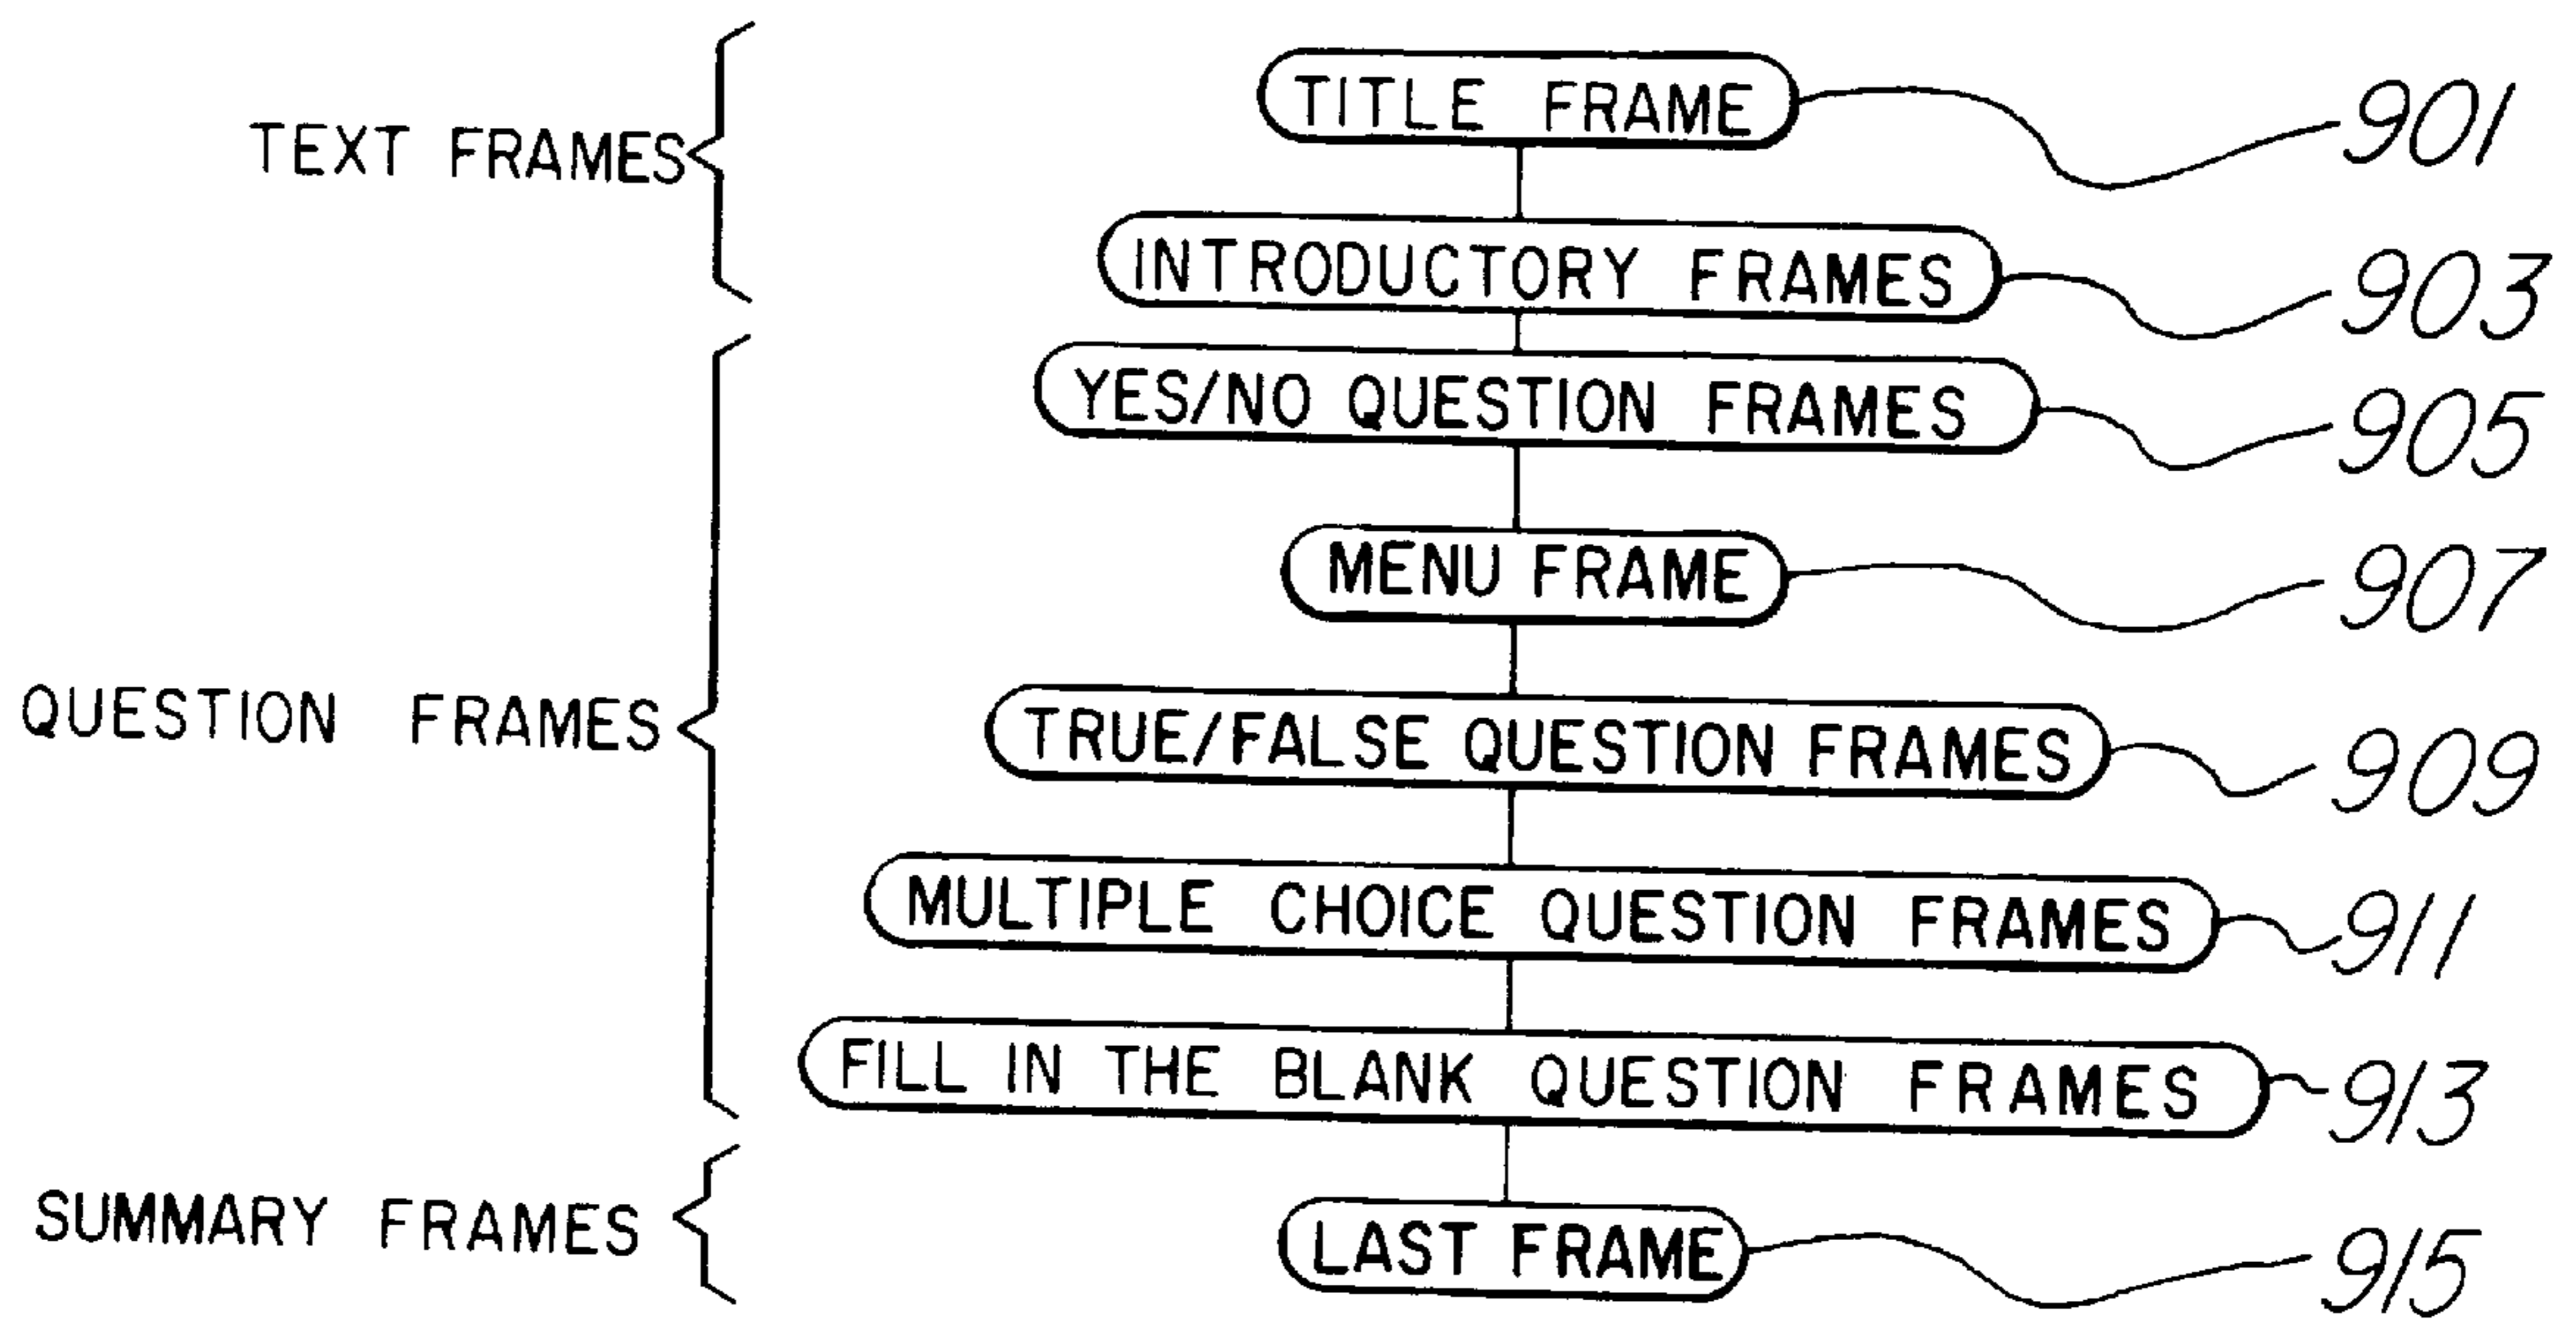 TITLE FRAME
901
TEXT FRAMES
INTRODUCTORY FRAMES
903
YES/NO QUESTION FRAMES
905
MENU FRAME
907
QUESTION FRAMES
TRUE/FALSE QUESTION FRAMES
909
MULTIPLE CHOICE QUESTION FRAMES
911
FILL IN THE BLANK QUESTION FRAMES
913
SUMMARY FRAMES
LAST FRAME
915